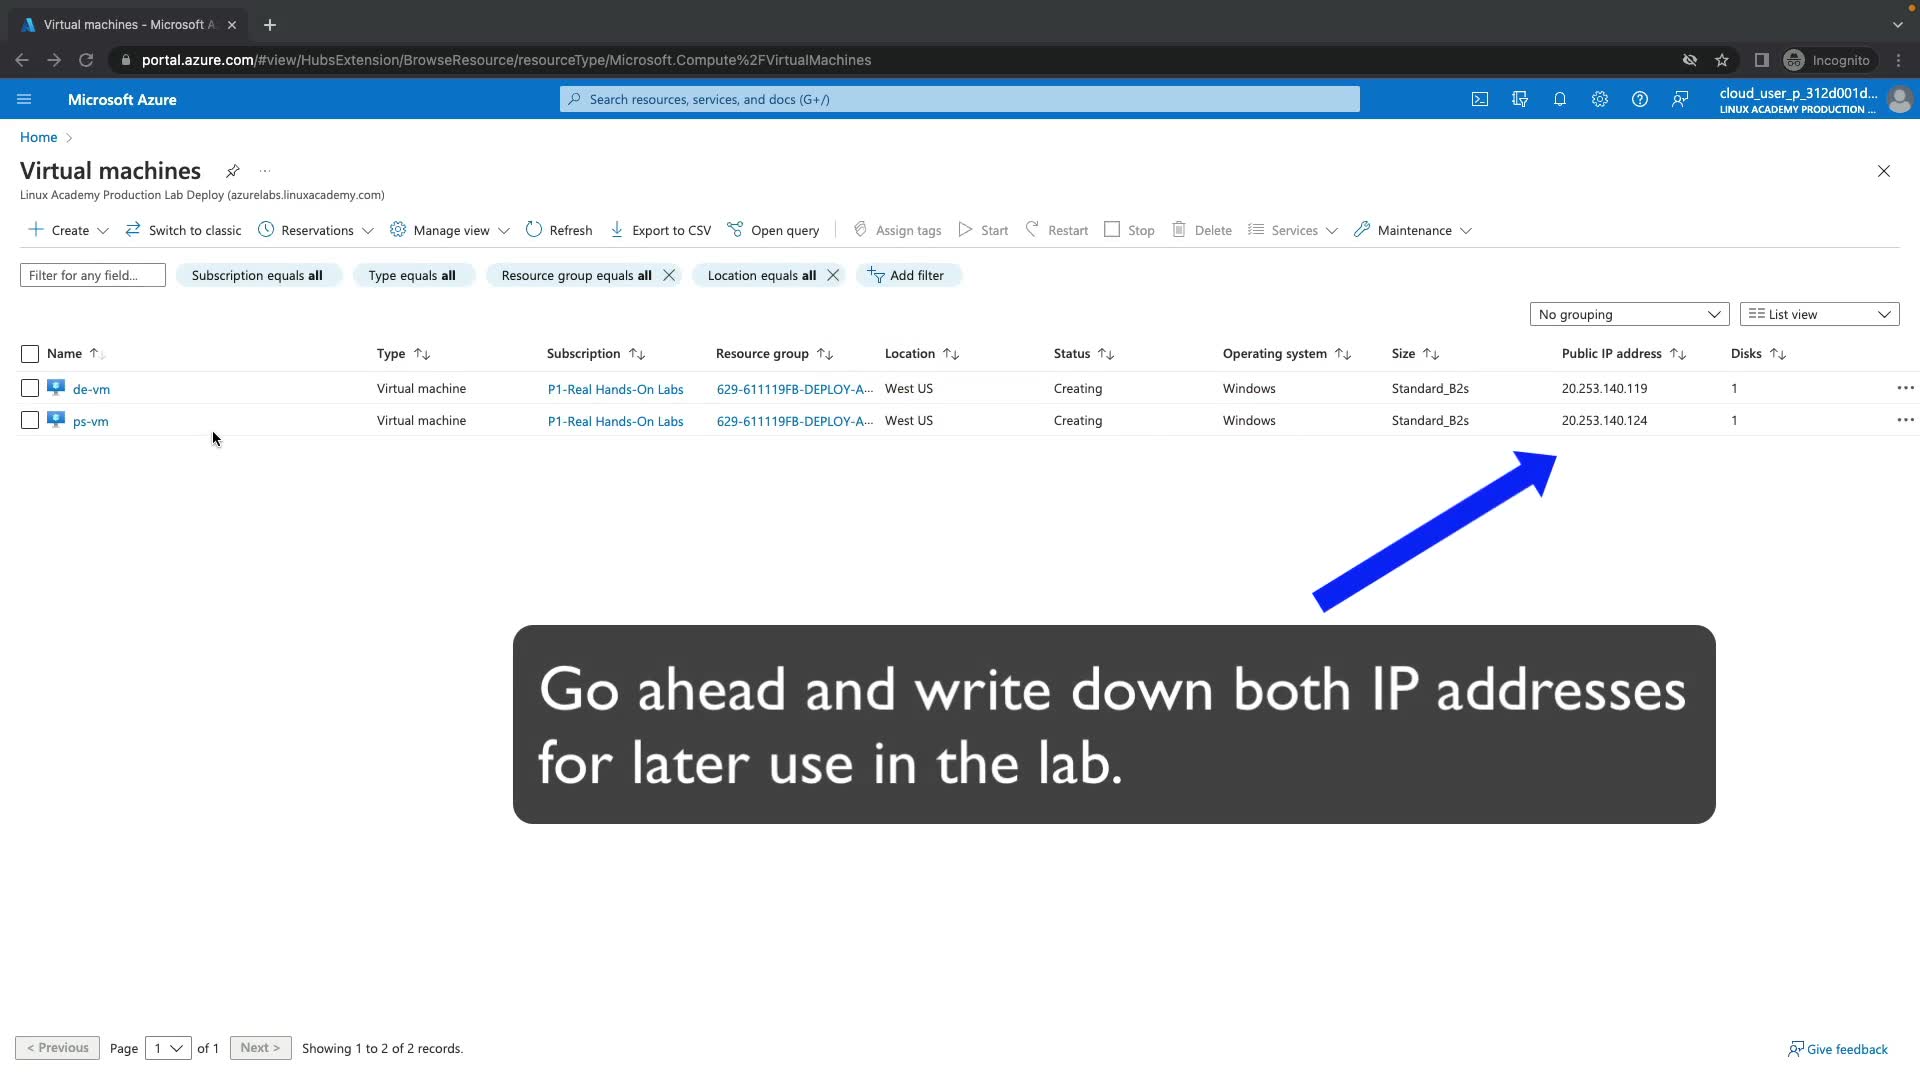 Virtual machines - Microsoft A
portal.azure.com/#view/HubsExtension/BrowseResource/resourceType/Microsoft.Compute%2FVirtualMachines
Incognito
Microsoft Azure
Search resources, services, and docs (G+/)
cloud_user_p_312d001d...
LINUX ACADEMY PRODUCTION ...
Home
Virtual machines
Linux Academy Production Lab Deploy (azurelabs.linuxacademy.com)
Create Switch to classic Reservations Manage view Refresh Export to CSV Open query Assign tags Start Restart Stop Delete Services Maintenance
Filter for any field... Subscription equals all Type equals all Resource group equals all Location equals all Add filter
No grouping List view
Name Type Subscription Resource group Location Status Operating system Size Public IP address Disks
de-vm Virtual machine P1-Real Hands-On Labs 629-611119FB-DEPLOY-A... West US Creating Windows Standard_B2s 20.253.140.119 1
ps-vm Virtual machine P1-Real Hands-On Labs 629-611119FB-DEPLOY-A... West US Creating Windows Standard_B2s 20.253.140.124 1
Go ahead and write down both IP addresses
for later use in the lab.
< Previous Page 1 of 1 Next > Showing 1 to 2 of 2 records.
Give feedback